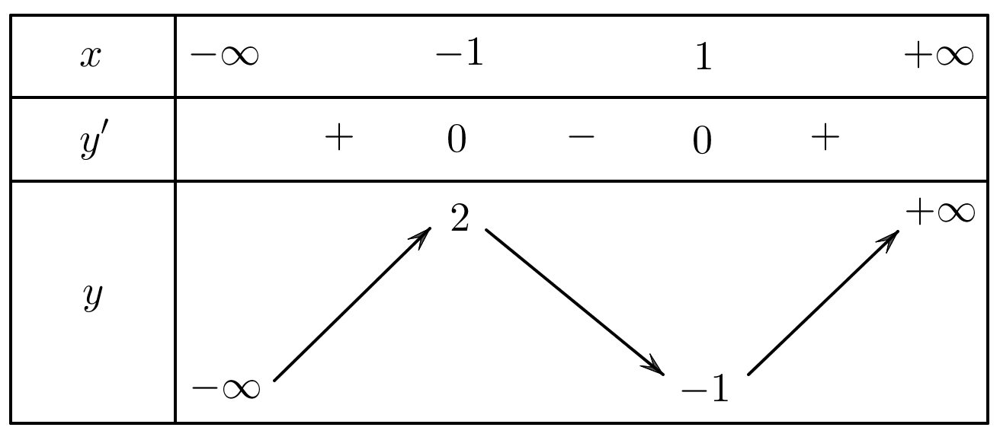 x −∞ −1 1 +∞
y′ + 0 − 0 +
2 +∞
y
−∞ −1